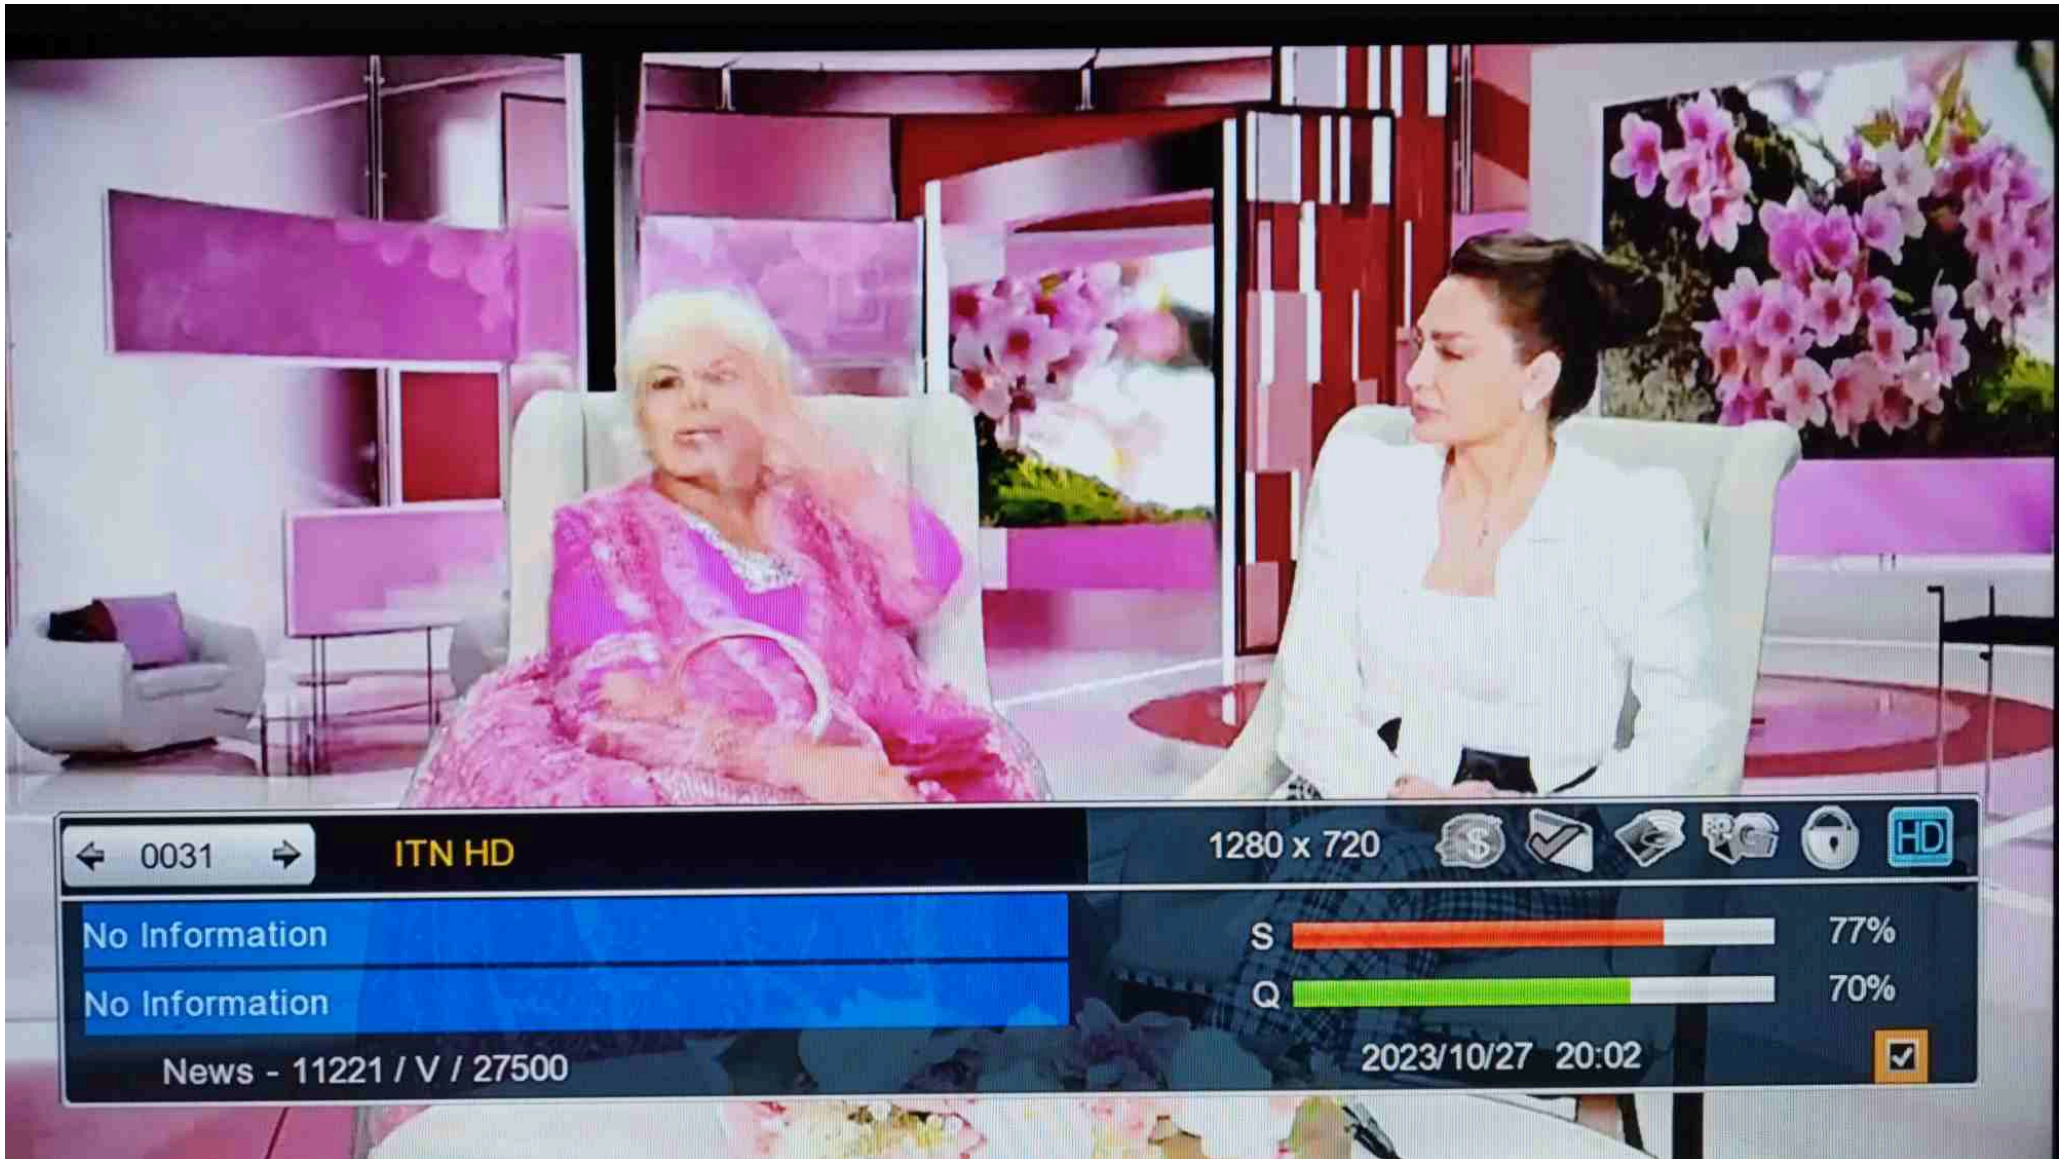 0031 ITN HD 1280 x 720 $ HD
No Information
S 77%
No Information
Q 70%
News - 11221 / V / 27500
2023/10/27 20:02